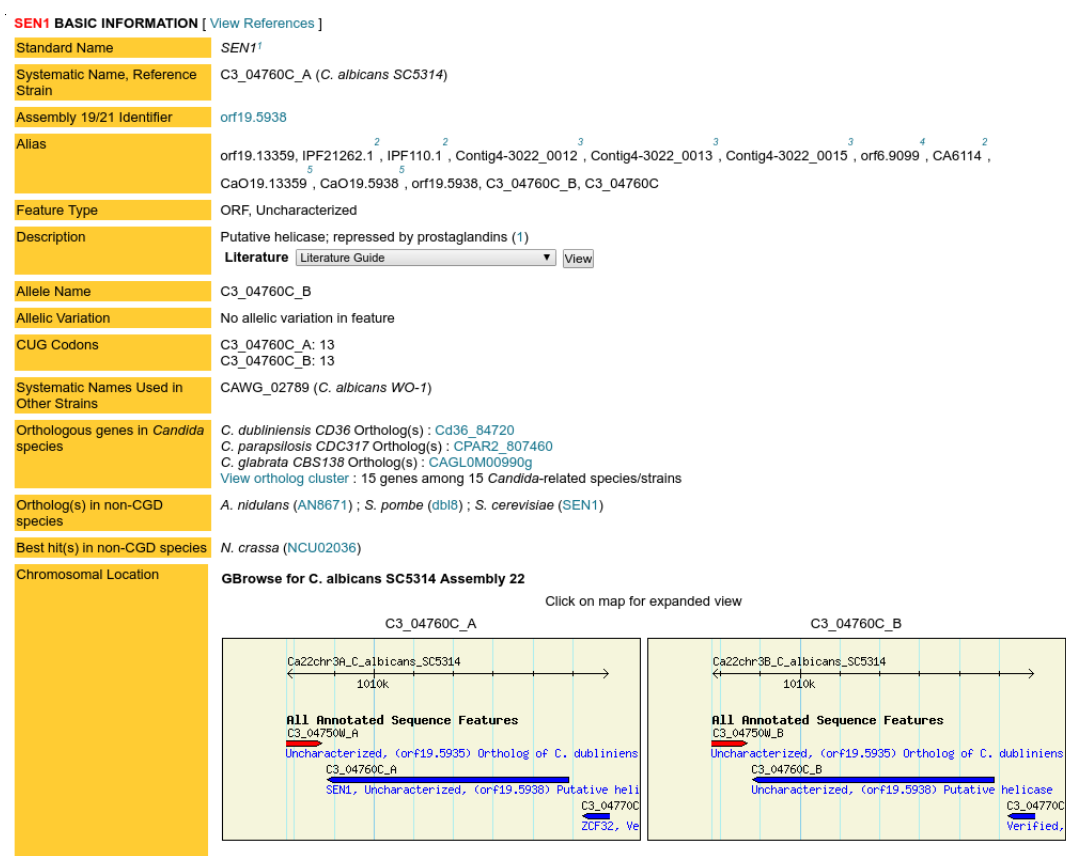 SEN1 BASIC INFORMATION [ View References ]
Standard Name
SEN1 1
Systematic Name, Reference Strain
C3_04760C_A (C. albicans SC5314)
Assembly 19/21 Identifier
orf19.5938
Alias
orf19.13359, IPF21262.1 2 , IPF110.1 2 , Contig4-3022_0012 3 , Contig4-3022_0013 3 , Contig4-3022_0015 3 , orf6.9099 4 , CA6114 2 ,
CaO19.13359 5 , CaO19.5938 5 , orf19.5938, C3_04760C_B, C3_04760C
Feature Type
ORF, Uncharacterized
Description
Putative helicase; repressed by prostaglandins (1)
Literature Literature Guide ▼ View
Allele Name
C3_04760C_B
Allelic Variation
No allelic variation in feature
CUG Codons
C3_04760C_A: 13
C3_04760C_B: 13
Systematic Names Used in Other Strains
CAWG_02789 (C. albicans WO-1)
Orthologous genes in Candida species
C. dubliniensis CD36 Ortholog(s) : Cd36_84720
C. parapsilosis CDC317 Ortholog(s) : CPAR2_807460
C. glabrata CBS138 Ortholog(s) : CAGL0M00990g
View ortholog cluster : 15 genes among 15 Candida-related species/strains
Ortholog(s) in non-CGD species
A. nidulans (AN8671) ; S. pombe (dbl8) ; S. cerevisiae (SEN1)
Best hit(s) in non-CGD species
N. crassa (NCU02036)
Chromosomal Location
GBrowse for C. albicans SC5314 Assembly 22
Click on map for expanded view
C3_04760C_A
Ca22chr3A_C_albicans_SC5314
1010k
All Annotated Sequence Features
C3_04750W_A
Uncharacterized, (orf19.5935) Ortholog of C. dubliniens
C3_04760C_A
SEN1, Uncharacterized, (orf19.5938) Putative heli
C3_04770C
ZCF32, Ve
C3_04760C_B
Ca22chr3B_C_albicans_SC5314
1010k
All Annotated Sequence Features
C3_04750W_B
Uncharacterized, (orf19.5935) Ortholog of C. dubliniens
C3_04760C_B
Uncharacterized, (orf19.5938) Putative helicase
C3_04770C
Verified,